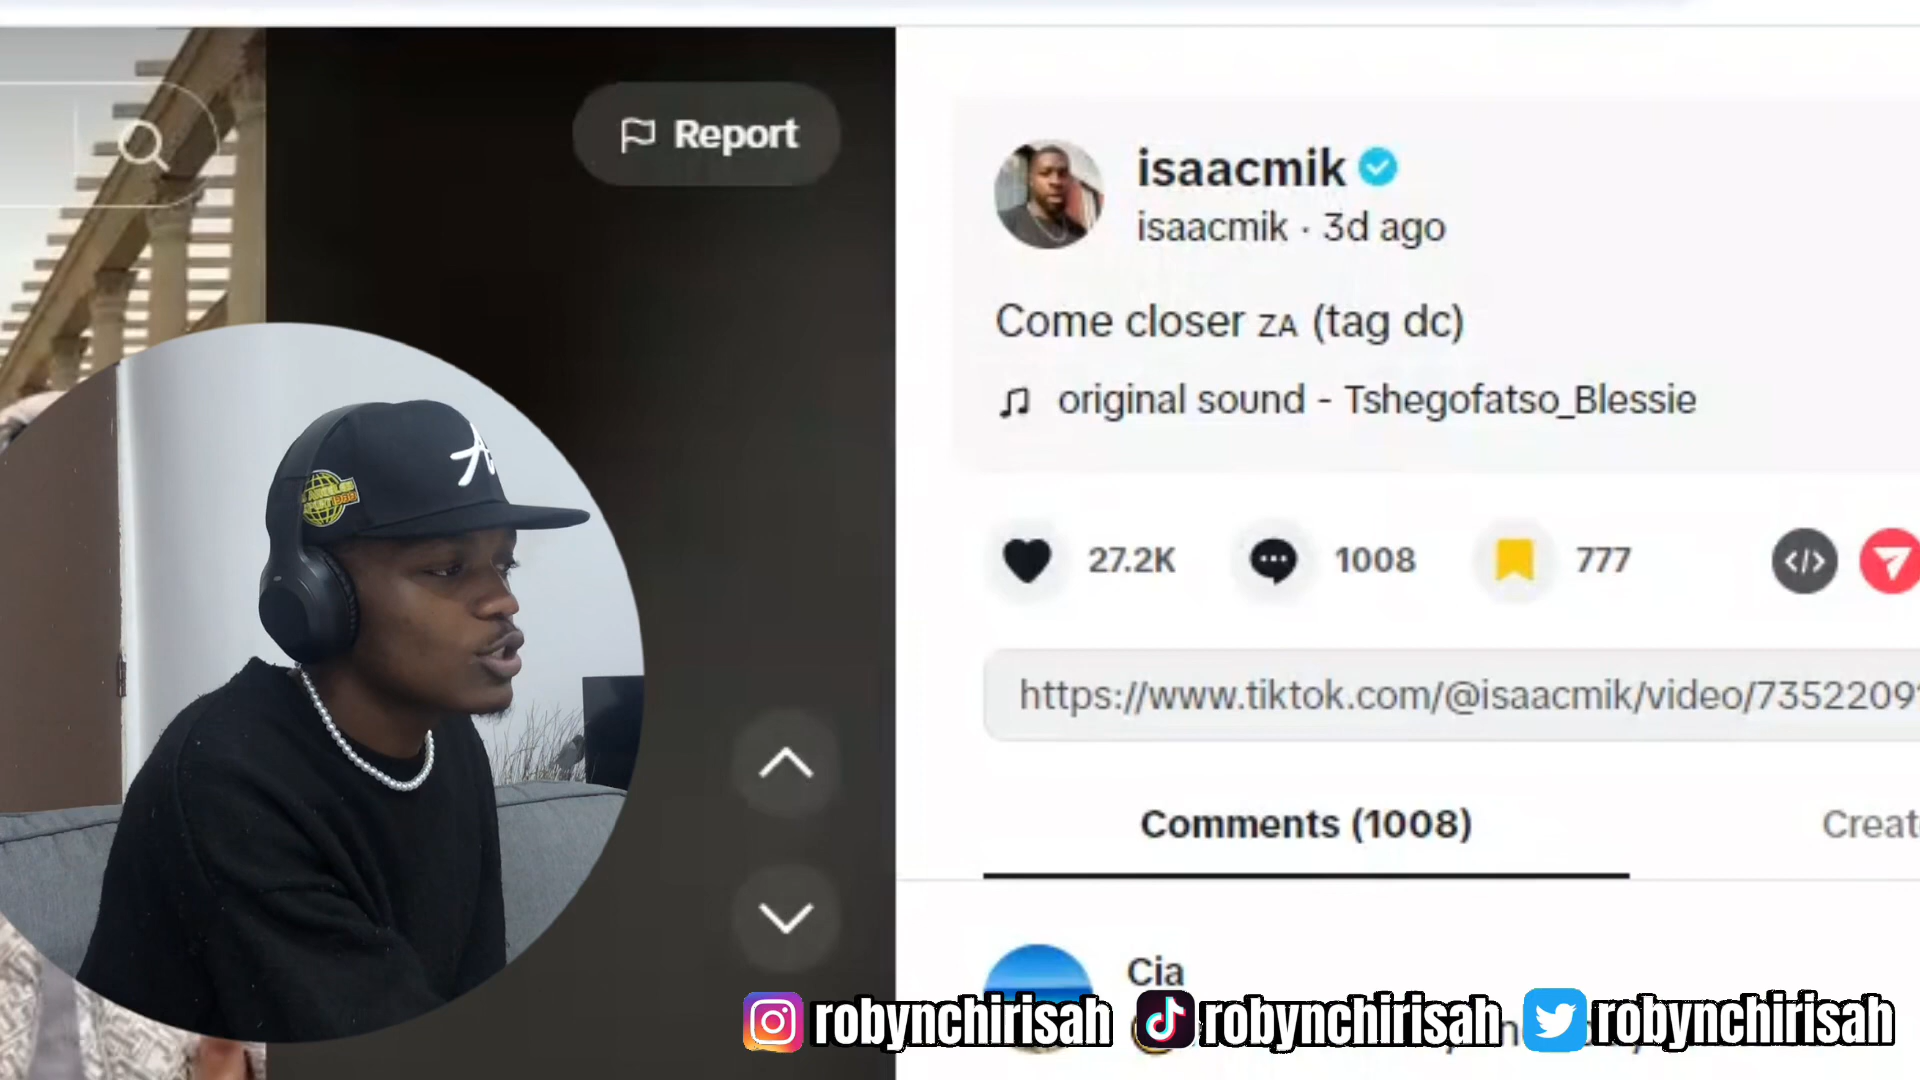 Report
isaacmik
isaacmik · 3d ago
Come closer ZA (tag dc)
original sound - Tshegofatso_Blessie
27.2K 1008 777
https://www.tiktok.com/@isaacmik/video/7352209
Comments (1008)
Creat
Cia
robynchirisah robynchirisah robynchirisah